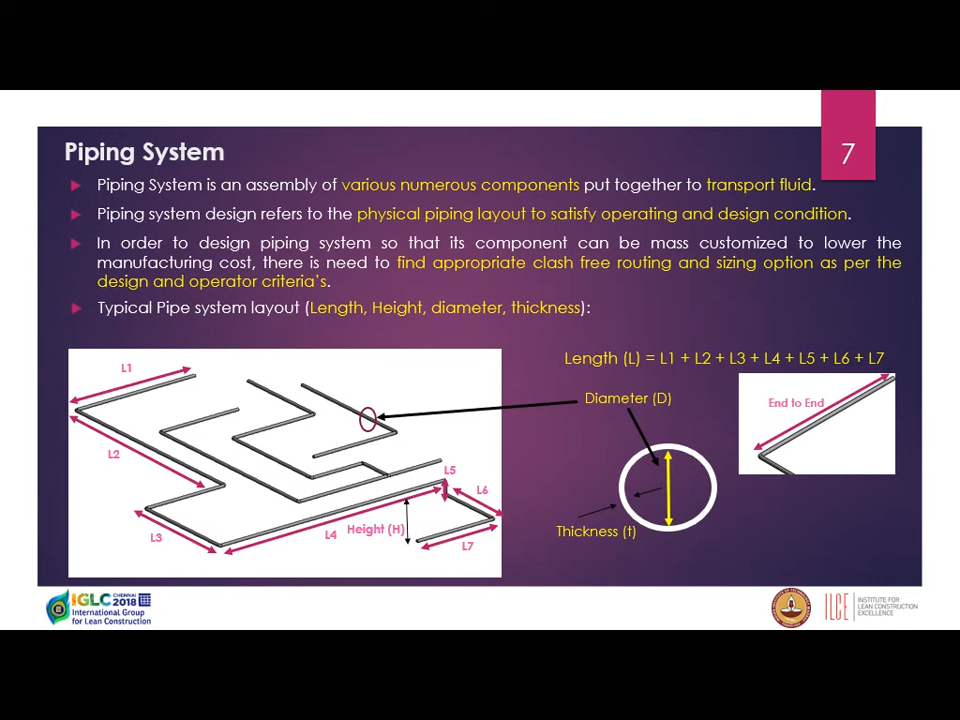 7
Piping System
Piping System is an assembly of various numerous components put together to transport fluid.
Piping system design refers to the physical piping layout to satisfy operating and design condition.
In order to design piping system so that its component can be mass customized to lower the
manufacturing cost, there is need to find appropriate clash free routing and sizing option as per the
design and operator criteria's.
Typical Pipe system layout (Length, Height, diameter, thickness):
Length (L) = L1 + L2 + L3 + L4 + L5 + L6 + L7
L1
L2
L3
L4
L5
L6
L7
Height (H)
Diameter (D)
Thickness (t)
End to End
IGLC CHENNAI 2018
International Group
for Lean Construction
ILCE
INSTITUTE FOR
LEAN CONSTRUCTION
EXCELLENCE